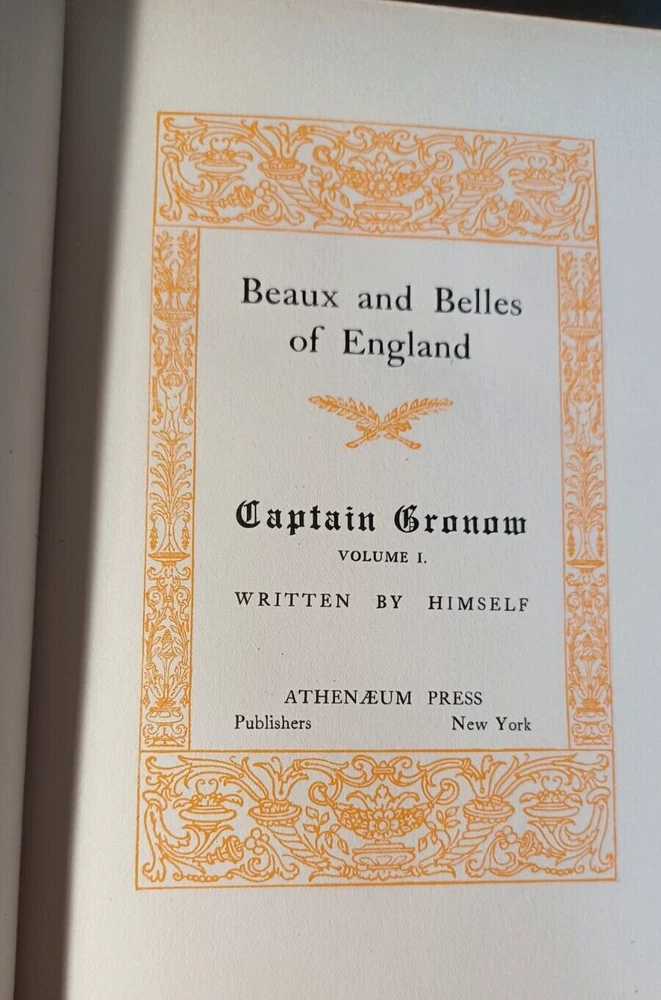 Beaux and Belles
of England
Captain Gronow
VOLUME I.
WRITTEN BY HIMSELF
ATHENÆUM PRESS
Publishers New York